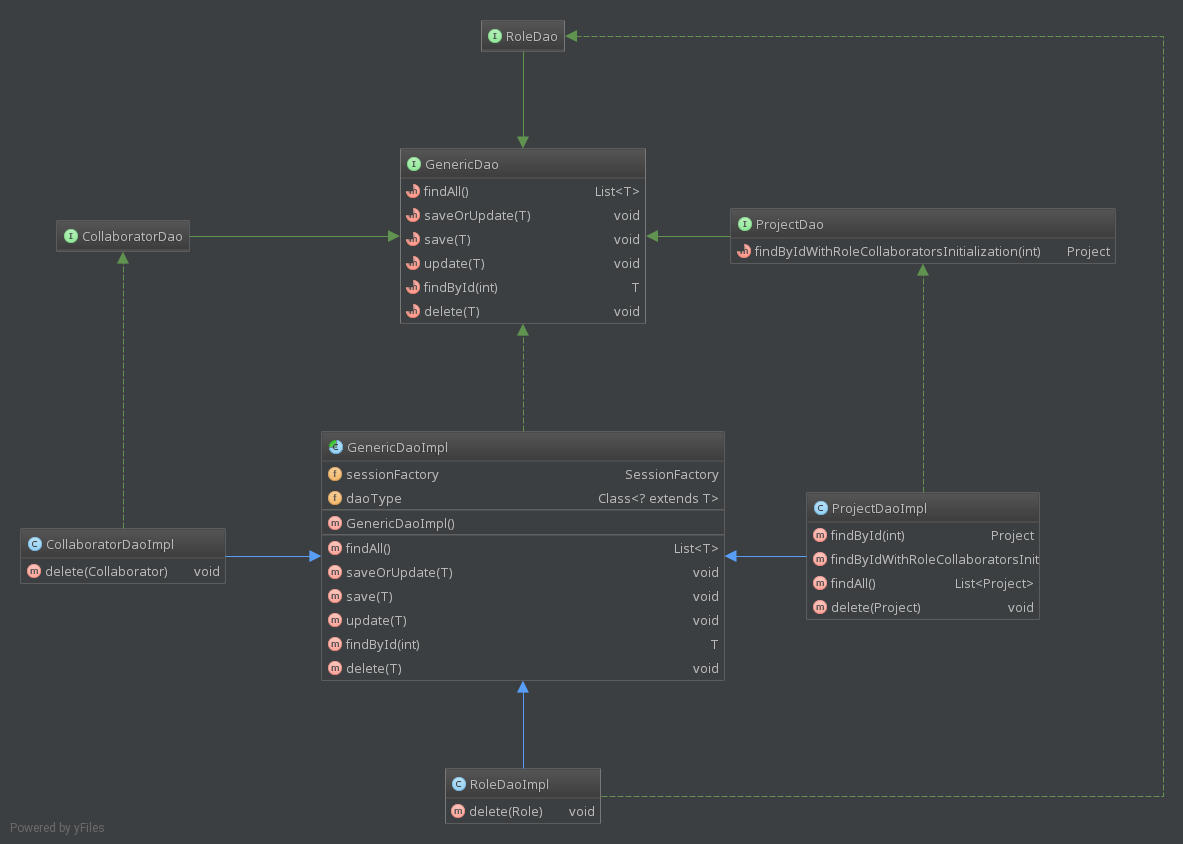 RoleDao
GenericDao
findAll() List<T>
saveOrUpdate(T) void
save(T) void
update(T) void
findById(int) T
delete(T) void
CollaboratorDao
ProjectDao
findByIdWithRoleCollaboratorsInitialization(int) Project
GenericDaoImpl
sessionFactory SessionFactory
daoType Class<? extends T>
GenericDaoImpl()
findAll() List<T>
saveOrUpdate(T) void
save(T) void
update(T) void
findById(int) T
delete(T) void
CollaboratorDaoImpl
delete(Collaborator) void
ProjectDaoImpl
findById(int) Project
findByIdWithRoleCollaboratorsInit
findAll() List<Project>
delete(Project) void
RoleDaoImpl
delete(Role) void
Powered by yFiles